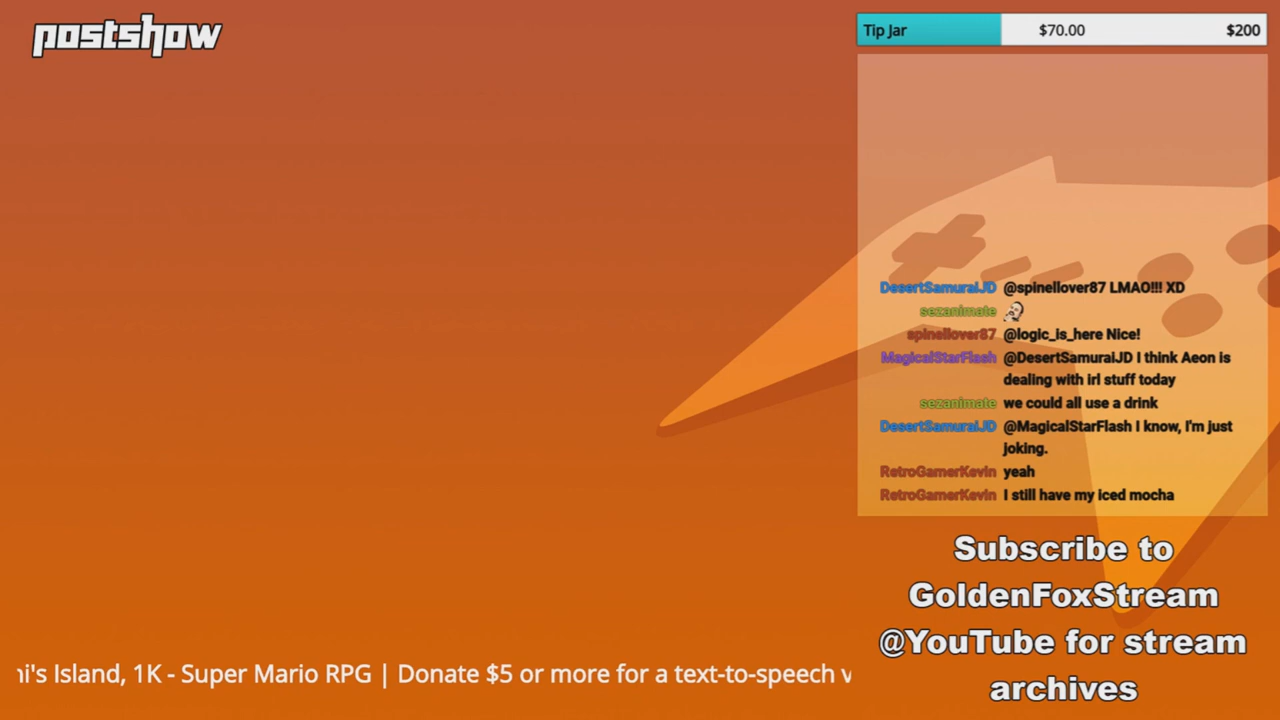 postshow
Tip Jar $70.00 $200
DesertSamuraiJD @spinellover87 LMAO!!! XD
sezanimate
spinellover87 @logic_is_here Nice!
MagicalStarFlash @DesertSamuraiJD I think Aeon is
dealing with irl stuff today
sezanimate we could all use a drink
DesertSamuraiJD @MagicalStarFlash I know, I'm just
joking.
RetroGamerKevin yeah
RetroGamerKevin I still have my iced mocha
Subscribe to
GoldenFoxStream
@YouTube for stream
archives
's Island, 1K - Super Mario RPG | Donate $5 or more for a text-to-speech